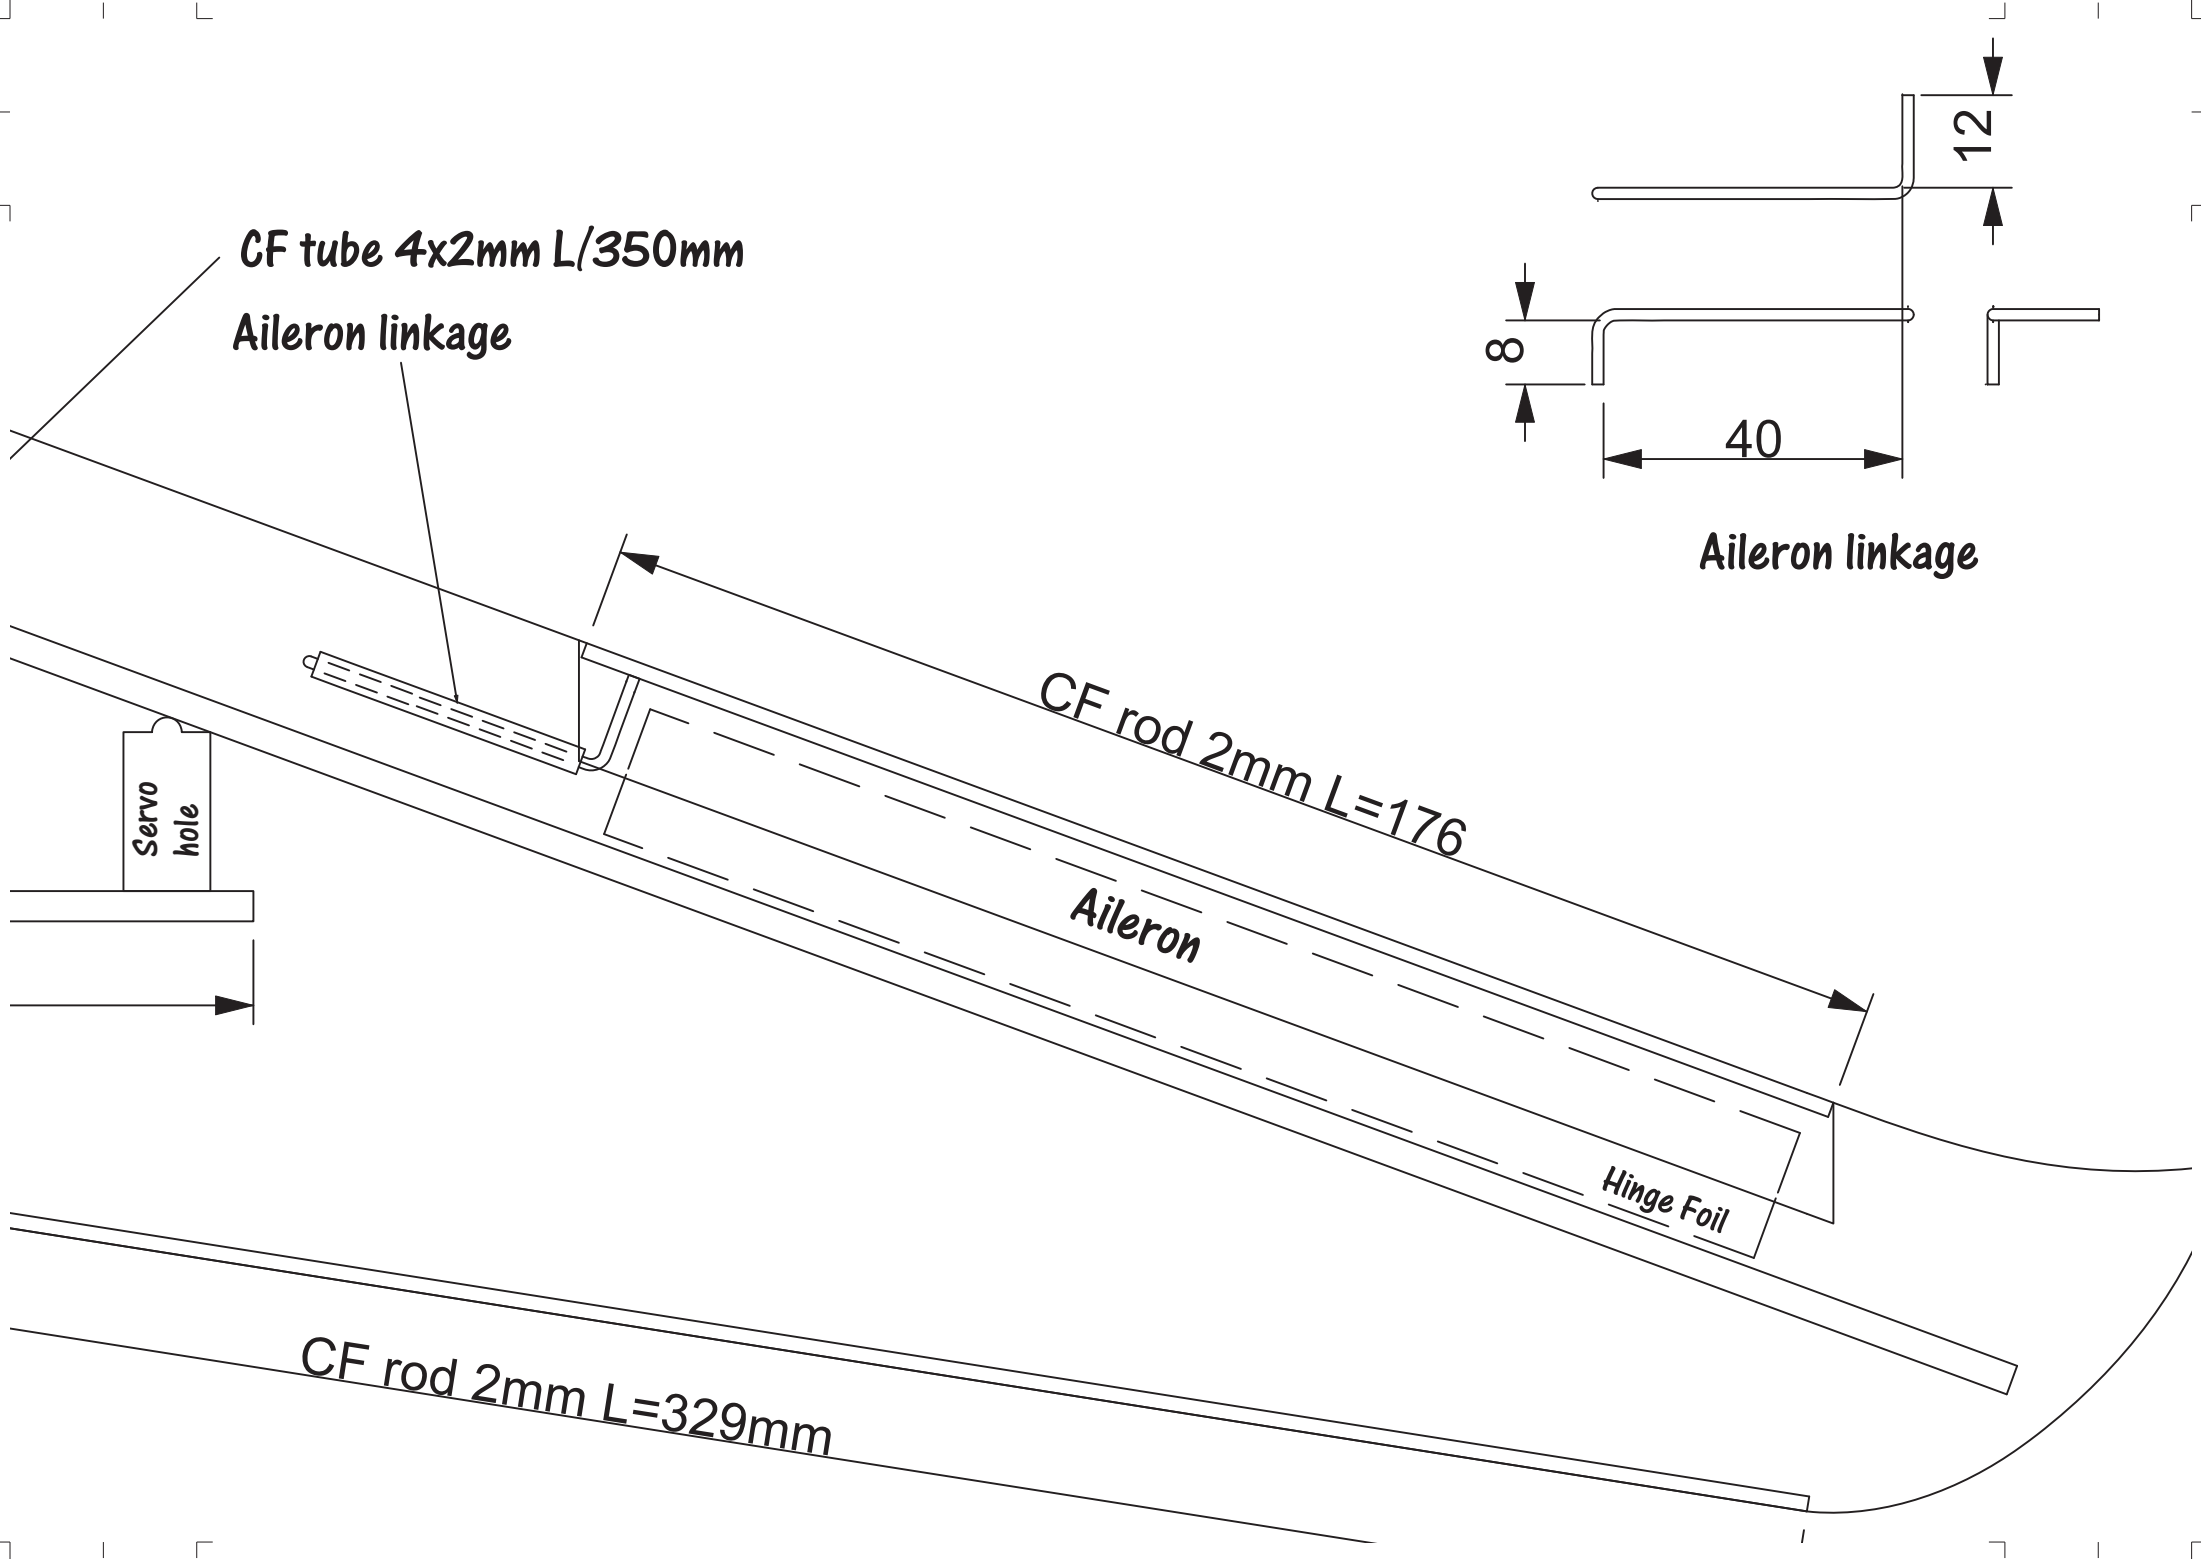 12
CF tube 4x2mm L/350mm
Aileron linkage
8
40
Aileron linkage
CF rod 2mm L=176
Servo
hole
Aileron
Hinge Foil
CF rod 2mm L=329mm